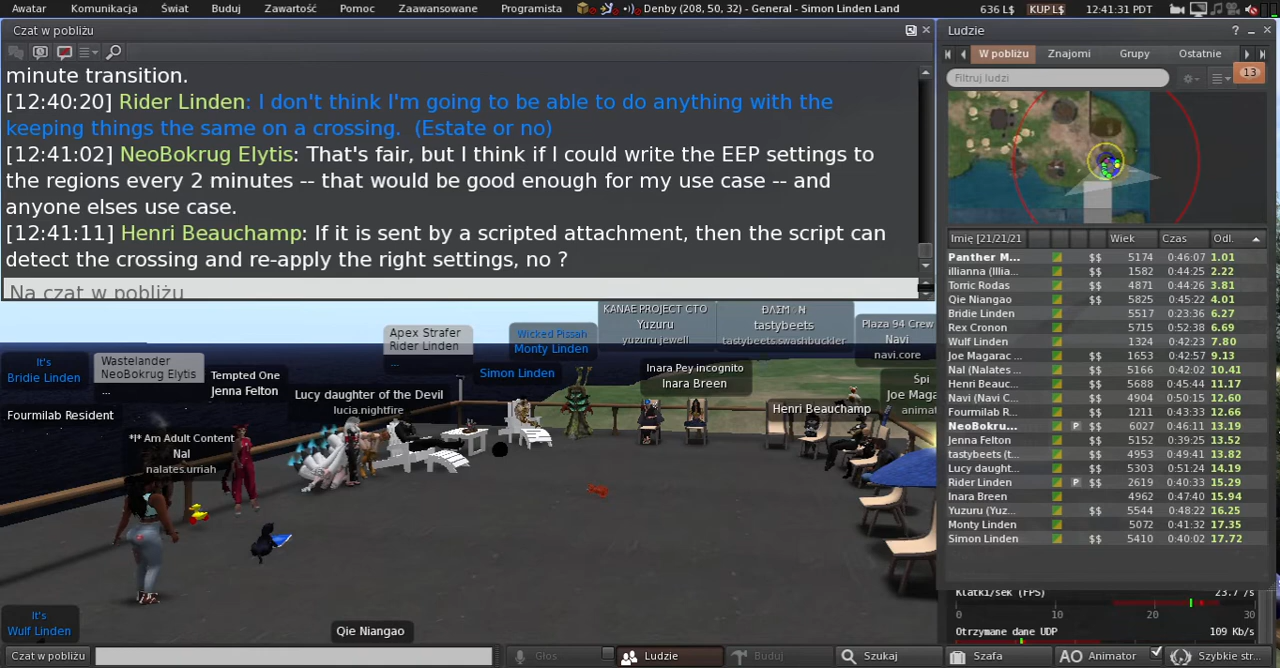 Awatar Komunikacja Świat Buduj Zawartość Pomoc Zaawansowane Programista Denby (208, 50, 32) - General - Simon Linden Land 636 L$ KUP L$ 12:41:31 PDT
Czat w pobliżu
minute transition.
[12:40:20] Rider Linden: I don't think I'm going to be able to do anything with the
keeping things the same on a crossing. (Estate or no)
[12:41:02] NeoBokrug Elytis: That's fair, but I think if I could write the EEP settings to
the regions every 2 minutes -- that would be good enough for my use case -- and
anyone elses use case.
[12:41:11] Henri Beauchamp: If it is sent by a scripted attachment, then the script can
detect the crossing and re-apply the right settings, no ?
Na czat w pobliżu
Ludzie
W pobliżu Znajomi Grupy Ostatnie
Filtruj ludzi
13
Imię [21/21/21 Wiek Czas Odl.
Panther M... $$ 5174 0:46:07 1.01
illianna (Illia... $$ 1582 0:44:25 2.22
Torric Rodas $$ 4871 0:44:26 3.81
Qie Niangao $$ 5825 0:45:22 4.01
Bridie Linden 5517 0:23:36 6.27
Rex Cronon 5715 0:52:38 6.69
Wulf Linden 1324 0:42:23 7.80
Joe Magarac ... $$ 1653 0:42:57 9.13
Nal (Nalates ... $$ 5166 0:42:02 10.41
Henri Beauc... $$ 5688 0:45:44 11.17
Navi (Navi C... $$ 4904 0:50:15 12.60
Fourmilab R... $$ 1211 0:43:33 12.66
NeoBokru... P $$ 6027 0:46:11 13.19
Jenna Felton $$ 5152 0:39:25 13.52
tastybeets (t... $$ 4953 0:49:41 13.82
Lucy daught... $$ 5303 0:51:24 14.19
Rider Linden P $$ 2619 0:40:33 15.29
Inara Breen 4962 0:47:40 15.94
Yuzuru (Yuz... $$ 5544 0:48:22 16.25
Monty Linden 5072 0:41:32 17.35
Simon Linden $$ 5410 0:40:02 17.72
It's
Bridie Linden
Wastelander
NeoBokrug Elytis
...
Tempted One
Jenna Felton
Apex Strafer
Rider Linden
...
Wicked Pissah
Monty Linden
Simon Linden
KANAE PROJECT CTO
Yuzuru
yuzuru.jewell
tastybeets
tastybeets.swashbuckler
Plaza 94 Crew
Navi
navi.core
Inara Pey incognito
Inara Breen
Śpi
Joe Maga
animat
Henri Beauchamp
Lucy daughter of the Devil
lucia.nightfire
Fourmilab Resident
*I* Am Adult Content
Nal
nalates.urriah
It's
Wulf Linden
Qie Niangao
Klatki/sek (FPS) 23.7 /s
0 10 20 30
Otrzymane dane UDP 109 Kb/s
Czat w pobliżu Głos Ludzie Buduj Szukaj Szafa AO Animator Szybkie str...